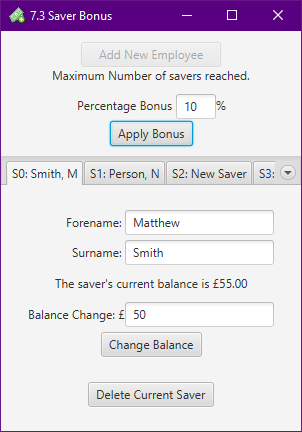 7.3 Saver Bonus
Add New Employee
Maximum Number of savers reached.
Percentage Bonus 10 %
Apply Bonus
S0: Smith, M S1: Person, N S2: New Saver S3:
Forename: Matthew
Surname: Smith
The saver's current balance is £55.00
Balance Change: £ 50
Change Balance
Delete Current Saver